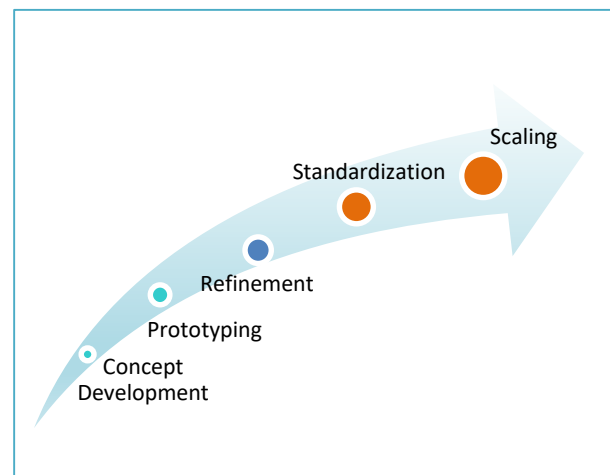 Scaling
Standardization
Refinement
Prototyping
Concept
Development